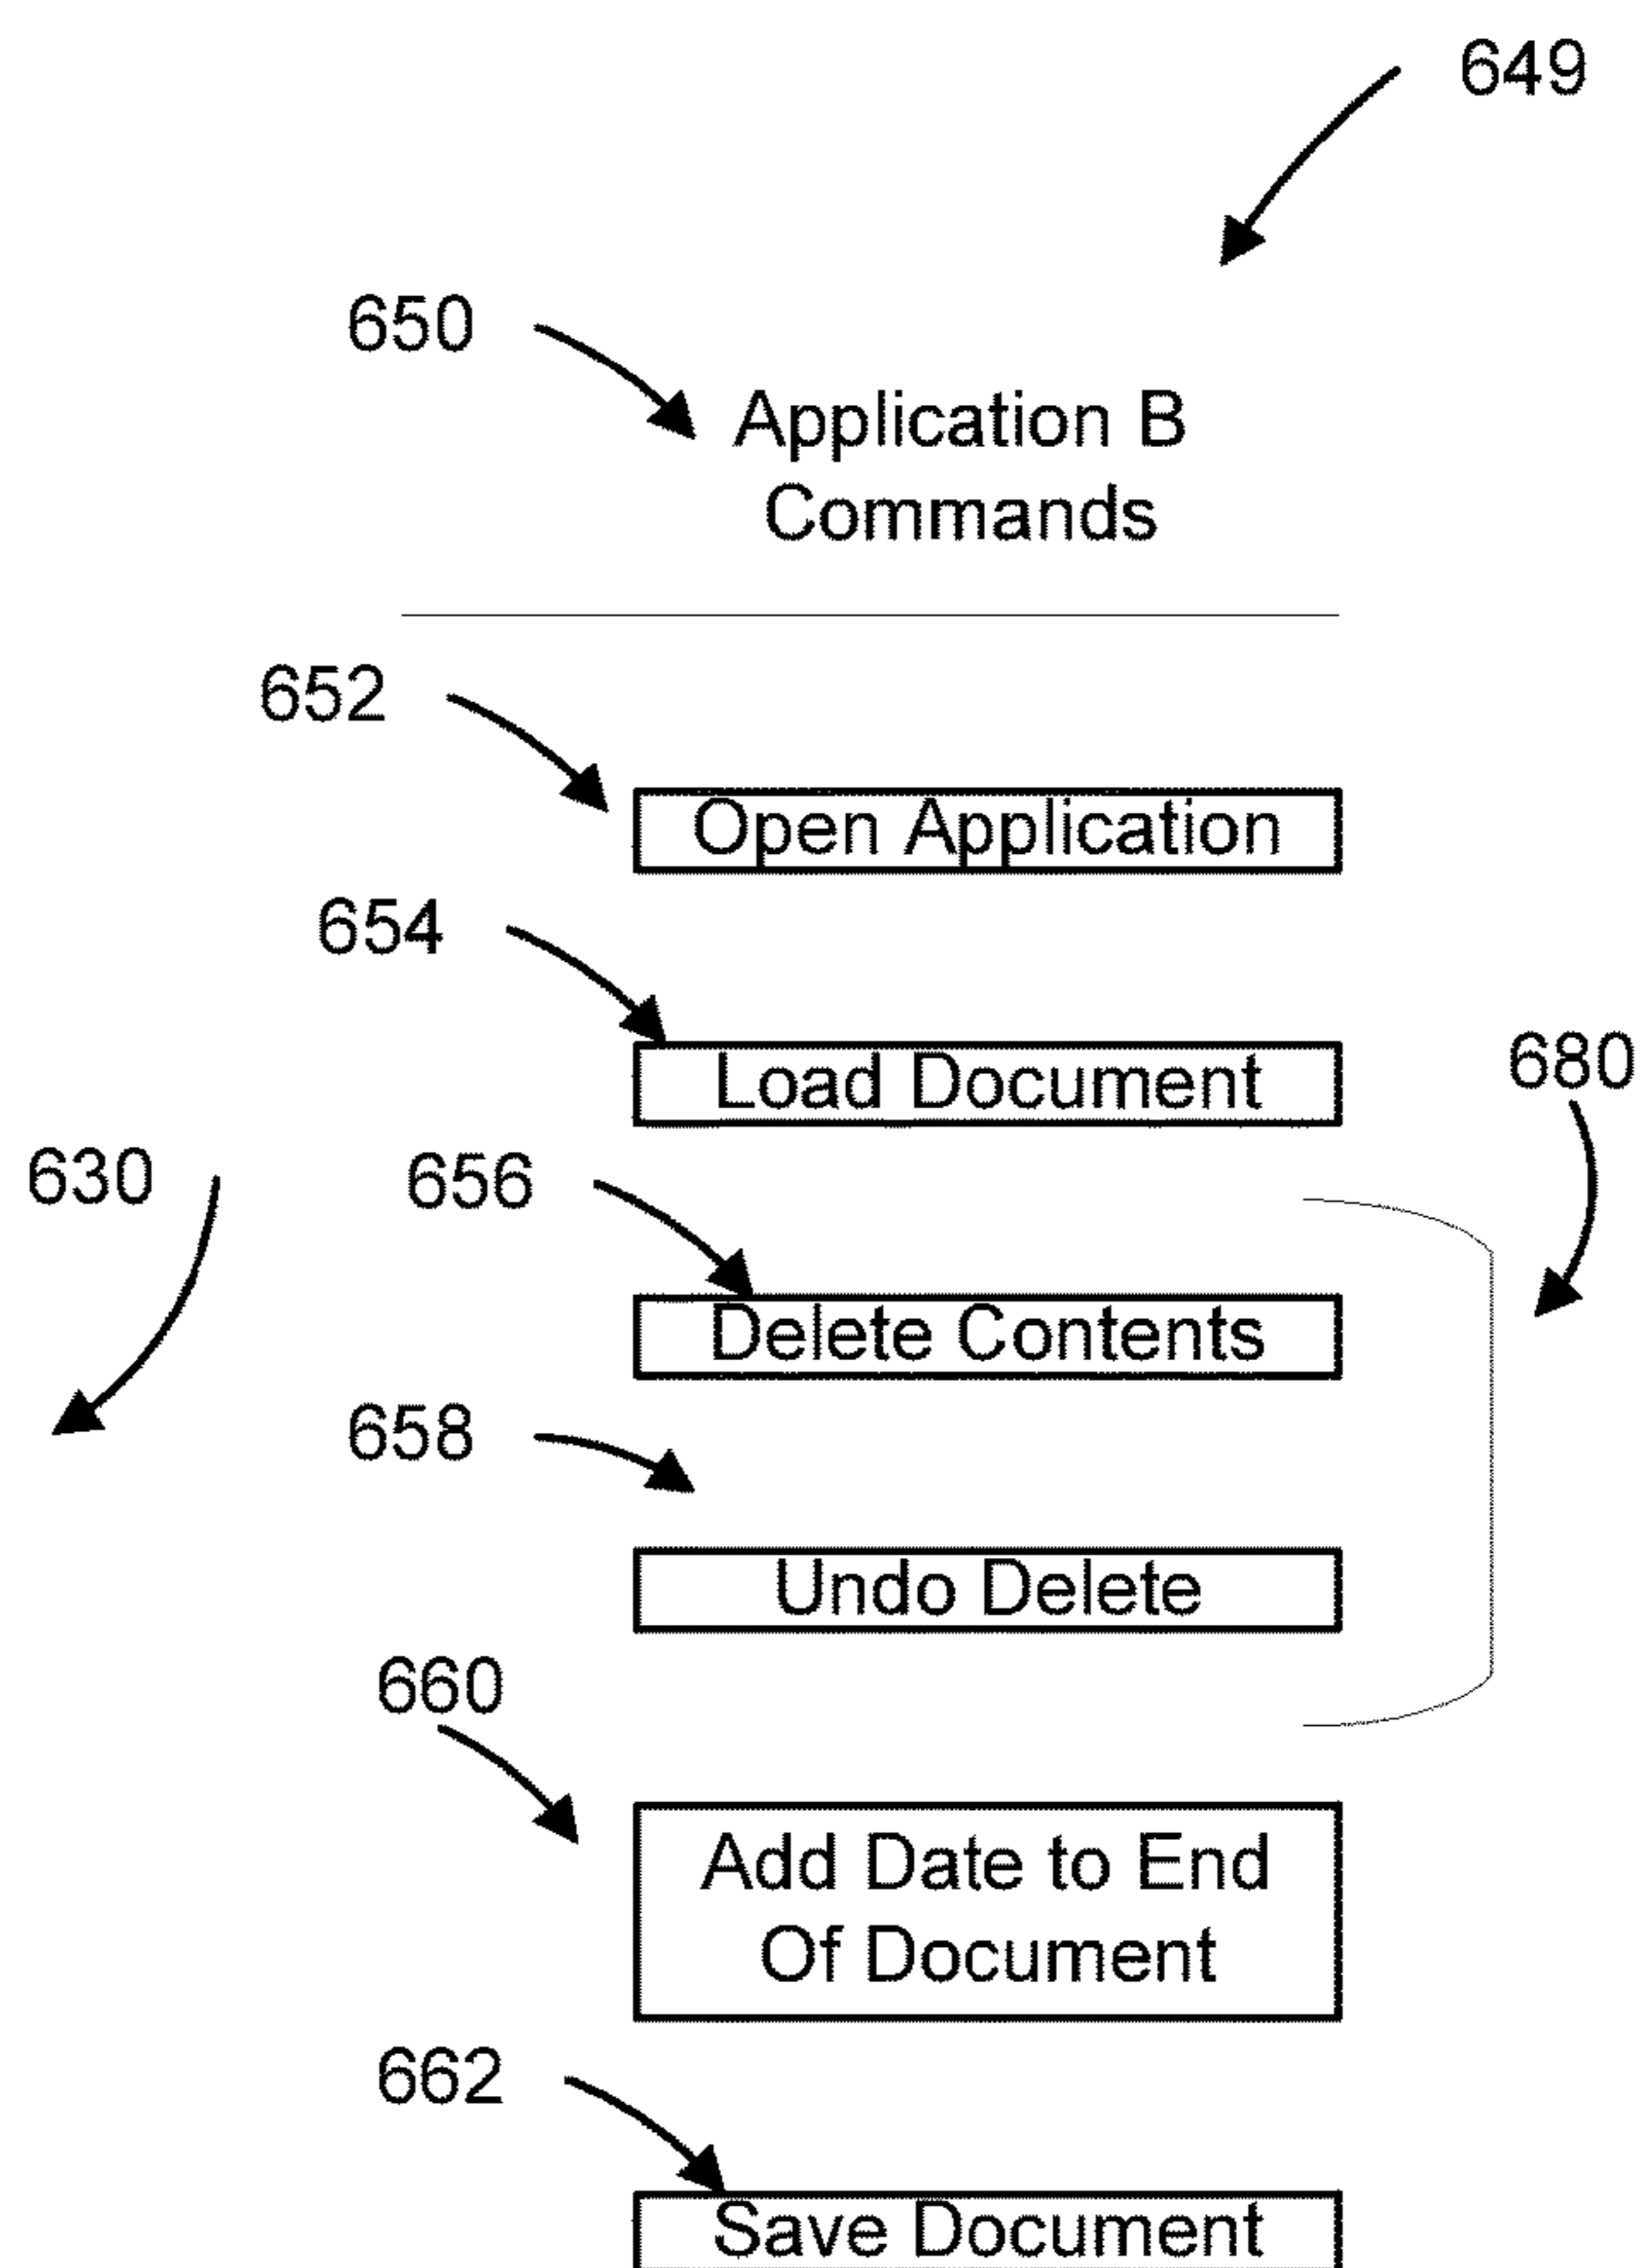 649
650
Application B
Commands
652
Open Application
654
Load Document
680
630
656
Delete Contents
658
Undo Delete
660
Add Date to End
Of Document
662
Save Document